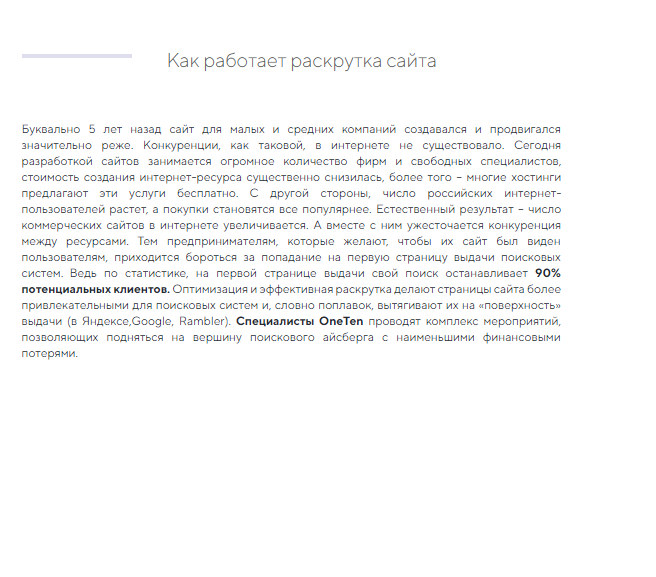 Как работает раскрутка сайта
Буквально 5 лет назад сайт для малых и средних компаний создавался и продвигался
значительно реже. Конкуренции, как таковой, в интернете не существовало. Сегодня
разработкой сайтов занимается огромное количество фирм и свободных специалистов,
стоимость создания интернет-ресурса существенно снизилась, более того – многие хостинги
предлагают эти услуги бесплатно. С другой стороны, число российских интернет-
пользователей растет, а покупки становятся все популярнее. Естественный результат – число
коммерческих сайтов в интернете увеличивается. А вместе с ним ужесточается конкуренция
между ресурсами. Тем предпринимателям, которые желают, чтобы их сайт был виден
пользователям, приходится бороться за попадание на первую страницу выдачи поисковых
систем. Ведь по статистике, на первой странице выдачи свой поиск останавливает 90%
потенциальных клиентов. Оптимизация и эффективная раскрутка делают страницы сайта более
привлекательными для поисковых систем и, словно поплавок, вытягивают их на «поверхность»
выдачи (в Яндексе,Google, Rambler). Специалисты OneTen проводят комплекс мероприятий,
позволяющих подняться на вершину поискового айсберга с наименьшими финансовыми
потерями.